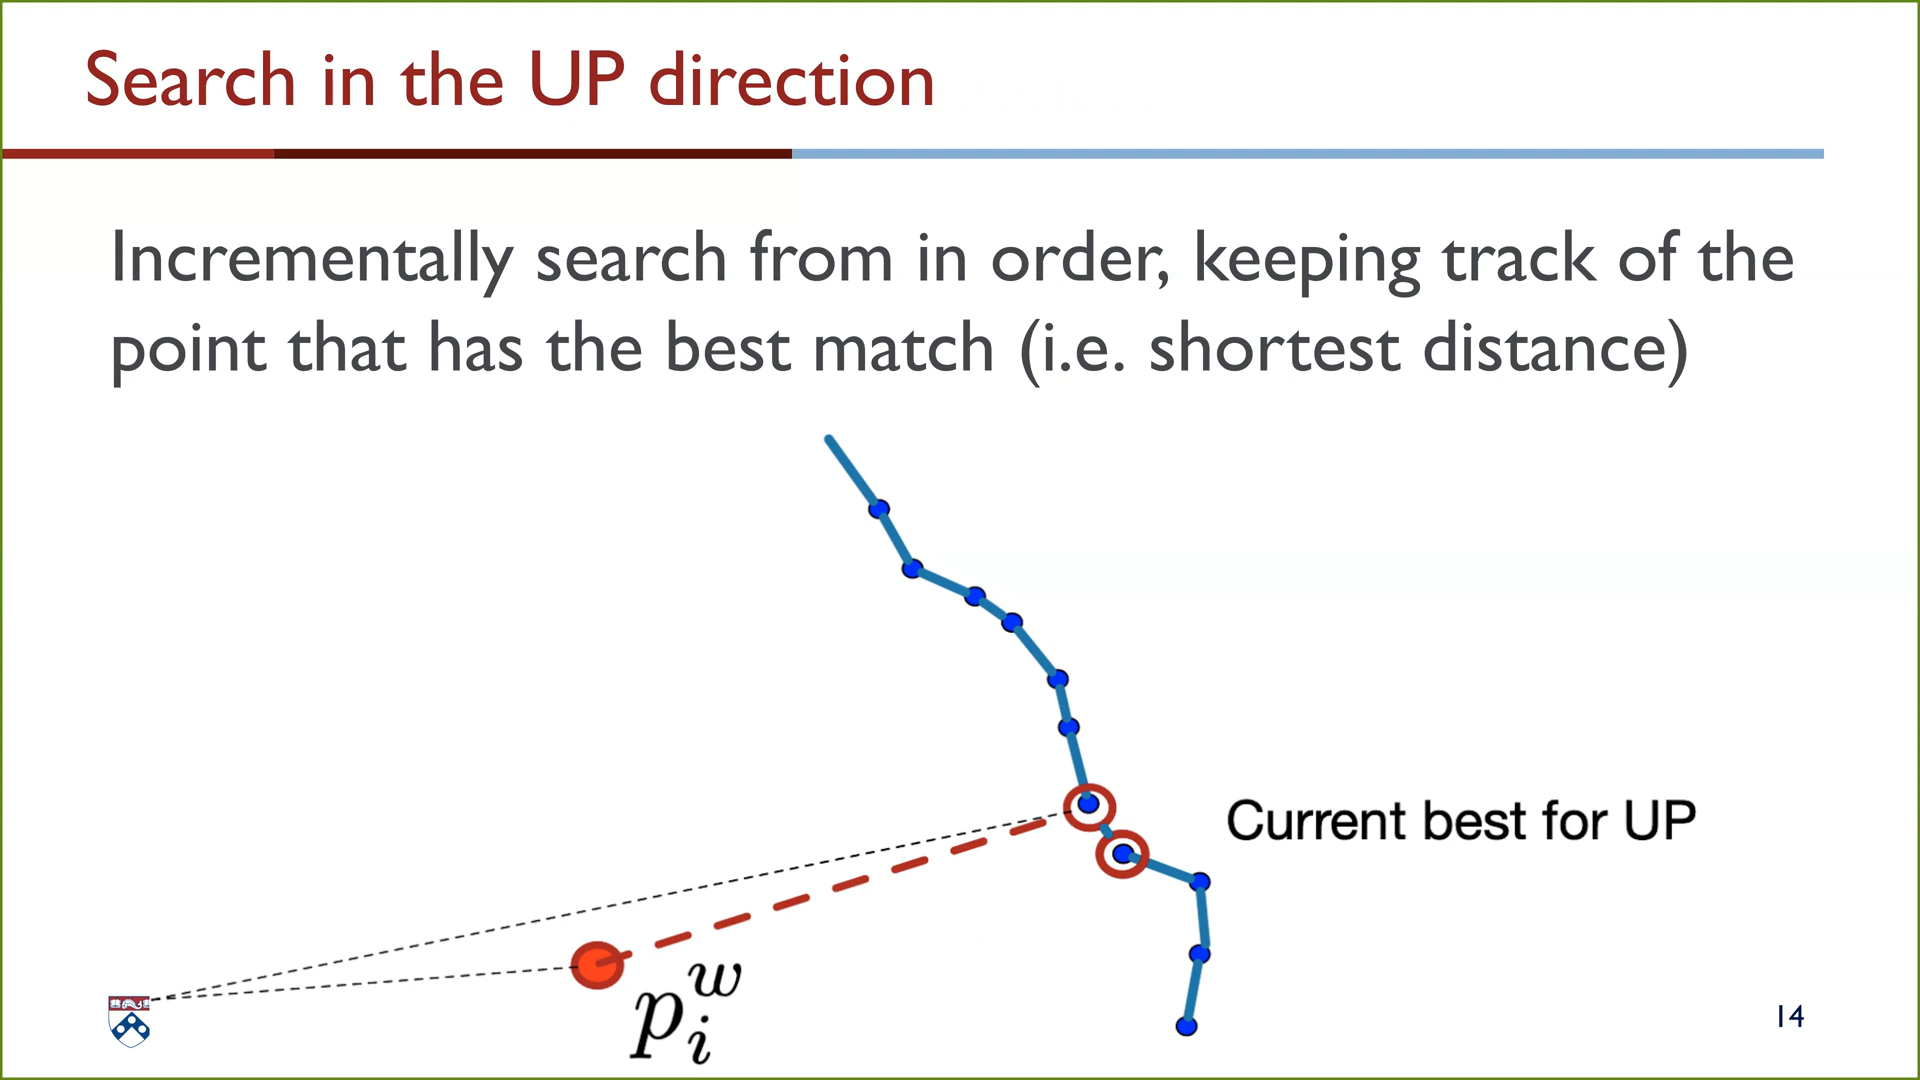 Search in the UP direction
Incrementally search from in order, keeping track of the
point that has the best match (i.e. shortest distance)
Current best for UP
p_i^w
14